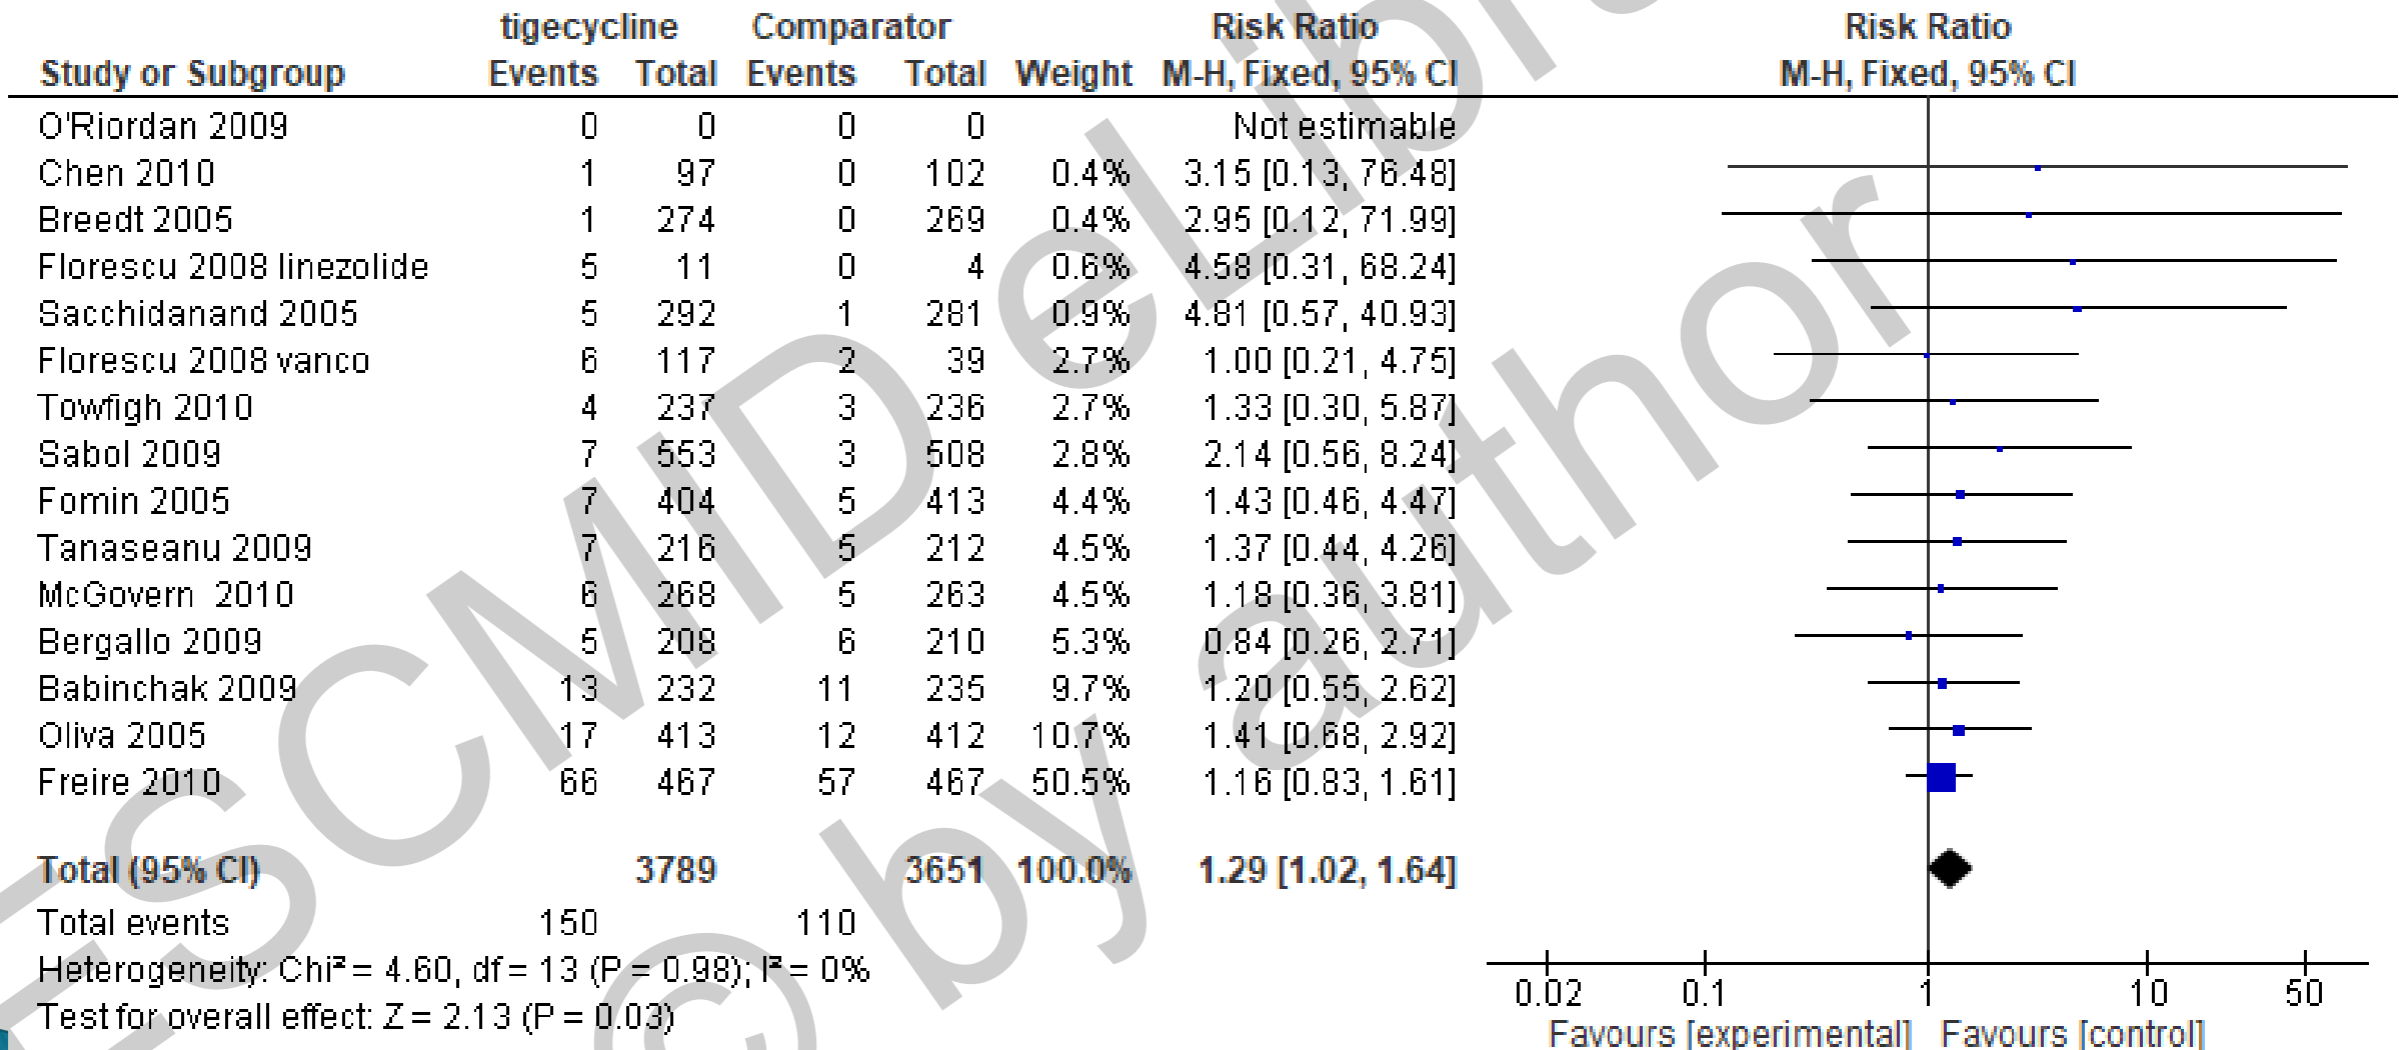 tigecycline Comparator Risk Ratio Risk Ratio
Study or Subgroup Events Total Events Total Weight M-H, Fixed, 95% CI M-H, Fixed, 95% CI
O'Riordan 2009 0 0 0 0 Not estimable
Chen 2010 1 97 0 102 0.4% 3.15 [0.13, 76.48]
Breedt 2005 1 274 0 269 0.4% 2.95 [0.12, 71.99]
Florescu 2008 linezolide 5 11 0 4 0.6% 4.58 [0.31, 68.24]
Sacchidanand 2005 5 292 1 281 0.9% 4.81 [0.57, 40.93]
Florescu 2008 vanco 6 117 2 39 2.7% 1.00 [0.21, 4.75]
Towfigh 2010 4 237 3 236 2.7% 1.33 [0.30, 5.87]
Sabol 2009 7 553 3 508 2.8% 2.14 [0.56, 8.24]
Fomin 2005 7 404 5 413 4.4% 1.43 [0.46, 4.47]
Tanaseanu 2009 7 216 5 212 4.5% 1.37 [0.44, 4.26]
McGovern 2010 6 268 5 263 4.5% 1.18 [0.36, 3.81]
Bergallo 2009 5 208 6 210 5.3% 0.84 [0.26, 2.71]
Babinchak 2009 13 232 11 235 9.7% 1.20 [0.55, 2.62]
Oliva 2005 17 413 12 412 10.7% 1.41 [0.68, 2.92]
Freire 2010 66 467 57 467 50.5% 1.16 [0.83, 1.61]
Total (95% CI) 3789 3651 100.0% 1.29 [1.02, 1.64]
Total events 150 110
Heterogeneity: Chi² = 4.60, df = 13 (P = 0.98); I² = 0%
Test for overall effect: Z = 2.13 (P = 0.03)
0.02 0.1 1 10 50
Favours [experimental] Favours [control]
ESCMID eLibr
© by author